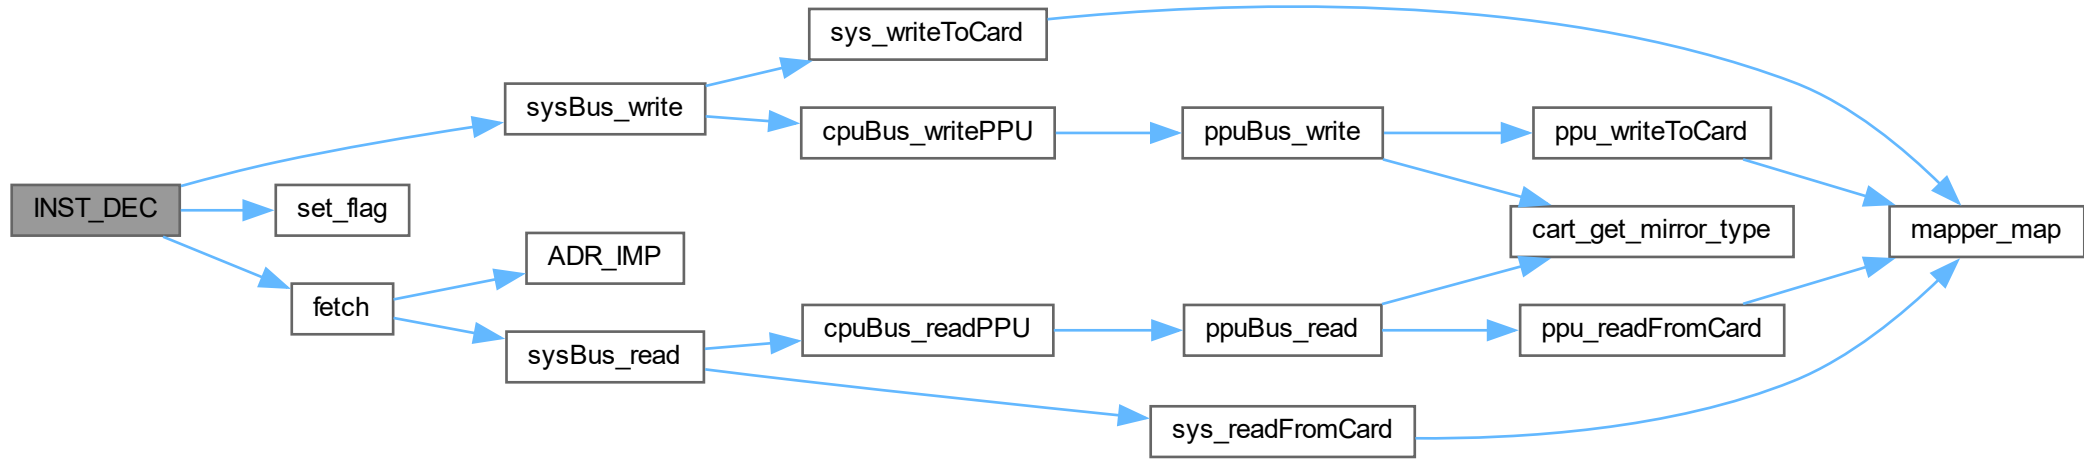 sys_writeToCard
sysBus_write
cpuBus_writePPU
ppuBus_write
ppu_writeToCard
INST_DEC
set_flag
cart_get_mirror_type
mapper_map
ADR_IMP
fetch
cpuBus_readPPU
ppuBus_read
ppu_readFromCard
sysBus_read
sys_readFromCard